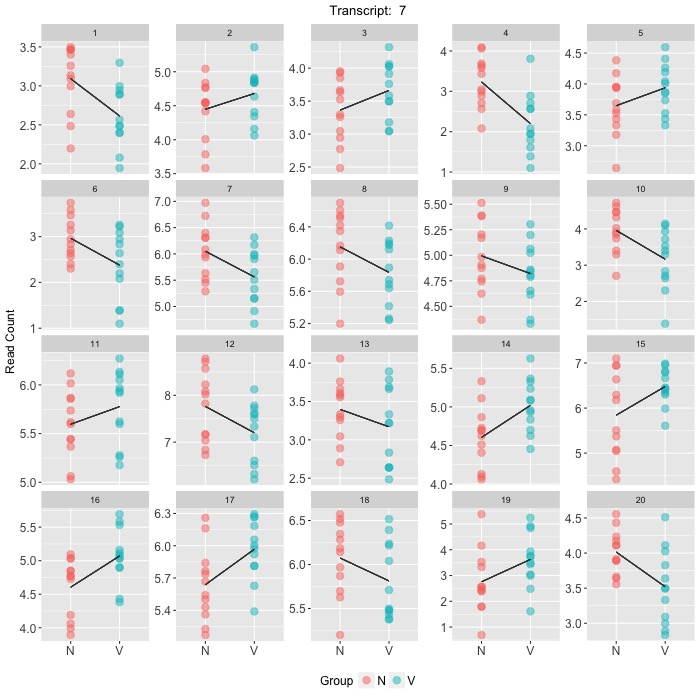 Transcript: 7
1 2 3 4 5
3.5 3.0 2.5 2.0
5.0 4.5 4.0 3.5
4.0 3.5 3.0 2.5
4 3 2 1
4.5 4.0 3.5 3.0
6 7 8 9 10
3 2 1
7.0 6.5 6.0 5.5 5.0
6.4 6.0 5.6 5.2
5.50 5.25 5.00 4.75 4.50
4 3 2
Read Count
11 12 13 14 15
6.0 5.5 5.0
8 7
4.0 3.5 3.0 2.5
5.5 5.0 4.5 4.0
7 6 5
16 17 18 19 20
5.5 5.0 4.5 4.0
6.3 6.0 5.7 5.4
6.5 6.0 5.5
5 4 3 2 1
4.5 4.0 3.5 3.0
N V N V N V N V N V
Group N V